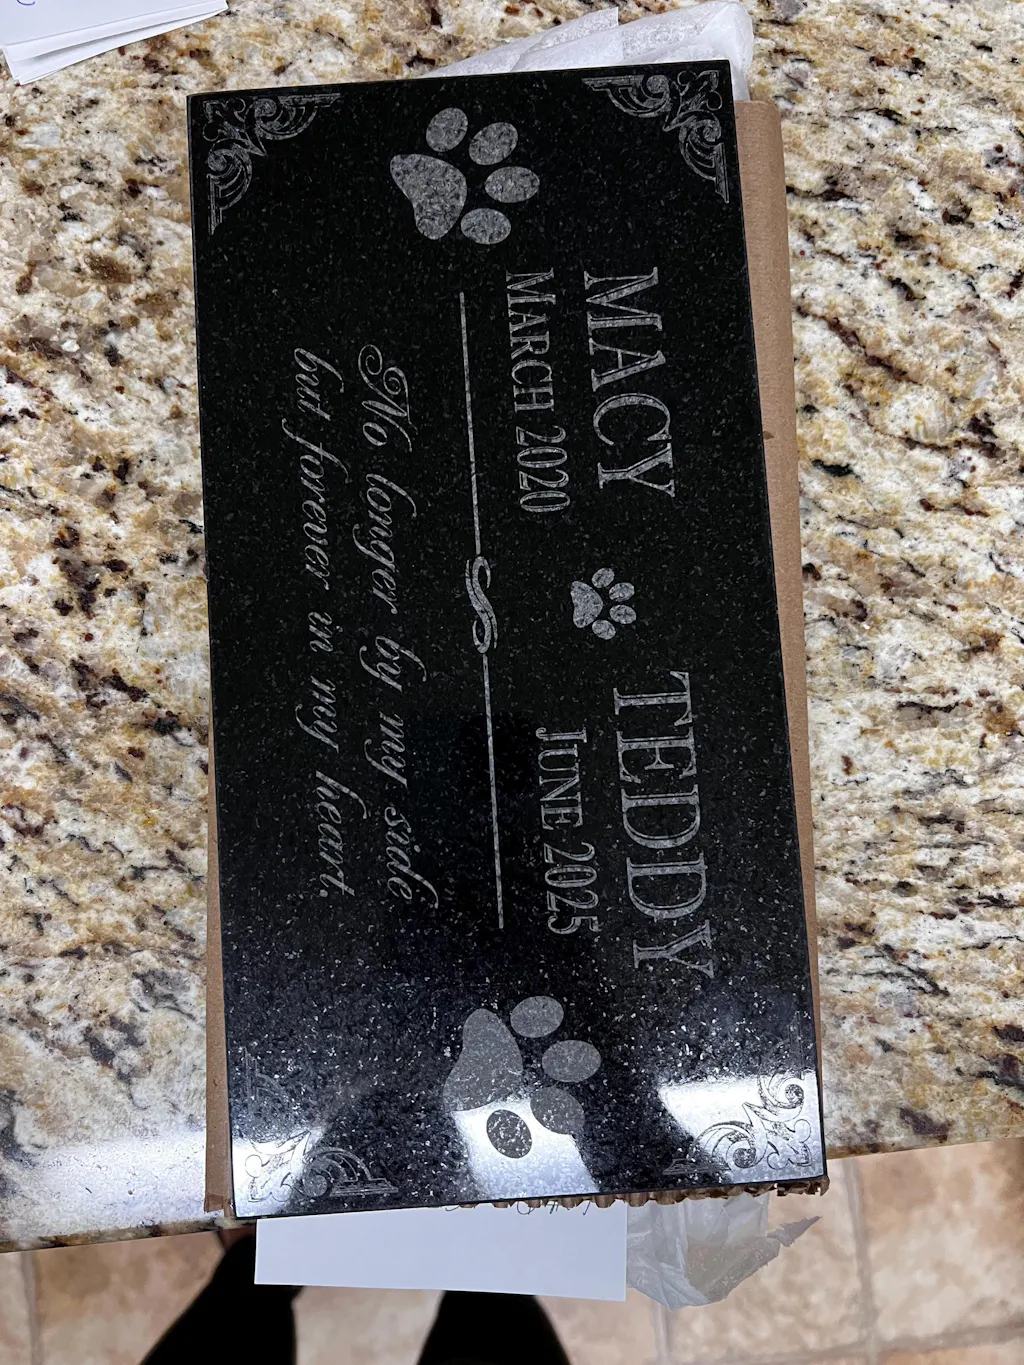 MACY TEDDY
MARCH 2020 JUNE 2025
No longer by my side
but forever in my heart.